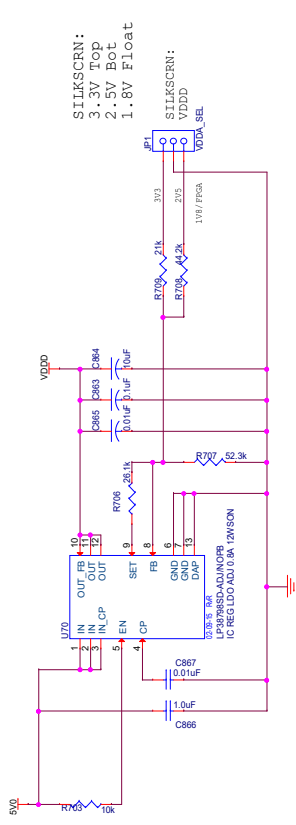 SILKSCRN:
3.3V Top
2.5V Bot
1.8V Float
SILKSCRN:
VDDD
JP1
VDDA_SEL
3V3
2V5
1V8/FPGA
R709
21k
R708
44.2k
VDDD
C864
10uF
C863
0.1uF
C865
0.01uF
R706
26.1k
R707
52.3k
U70
1
2
3
5
4
IN
IN
IN_CP
EN
CP
10
11
12
9
8
6
7
13
OUT_FB
OUT
OUT
SET
FB
GND
GND
DAP
02-09-15 RvR
LP38798SD-ADJ/NOPB
IC REG LDO ADJ 0.8A 12WSON
C867
0.01uF
1.0uF
C866
5V0
R703
10k